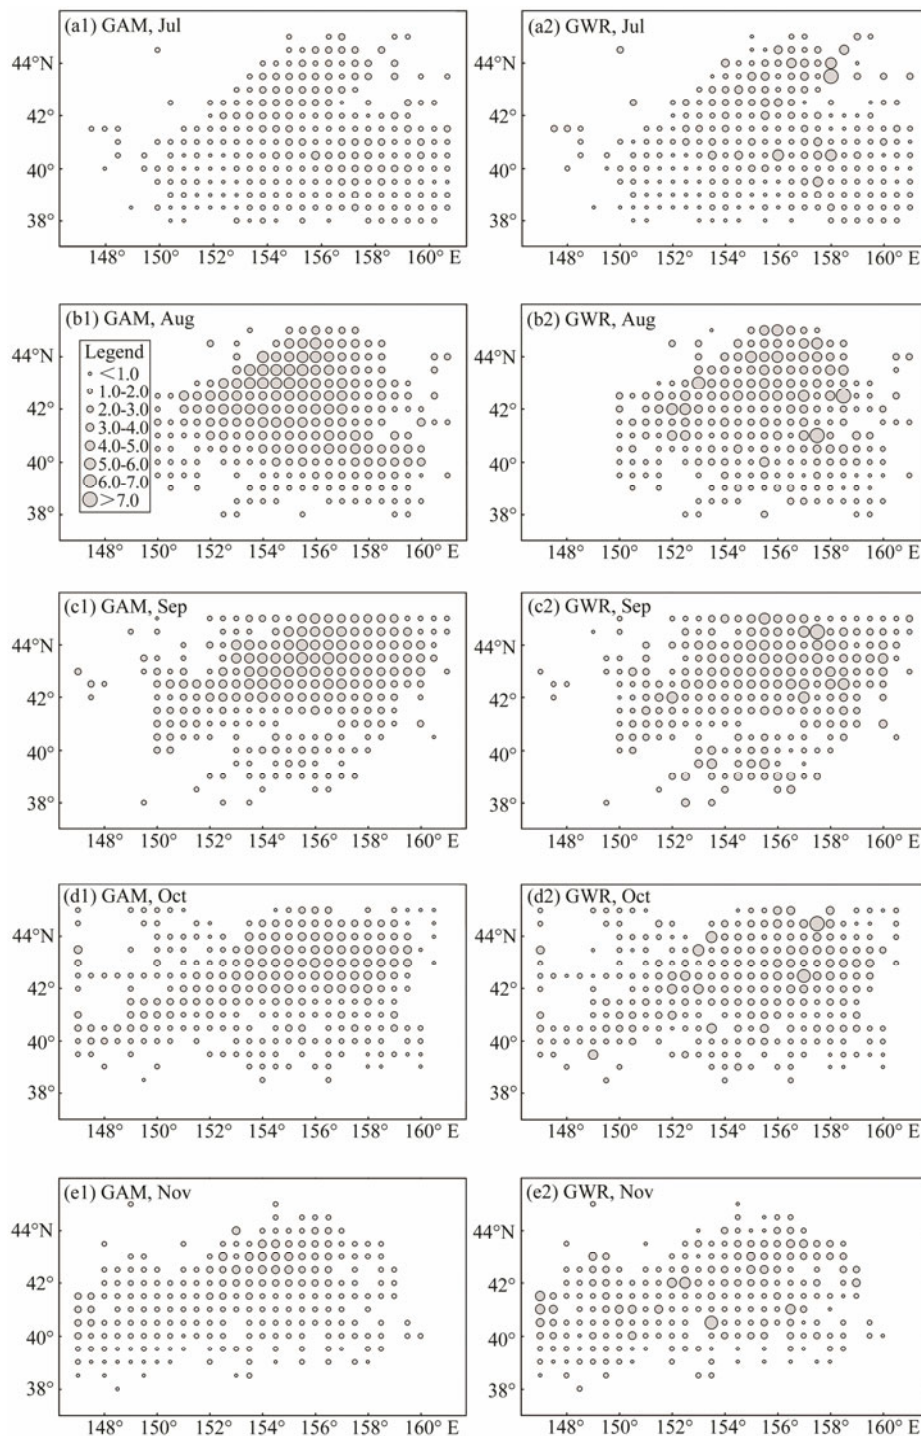 (a1) GAM, Jul
44°N
42°
40°
38°
148° 150° 152° 154° 156° 158° 160° E
(a2) GWR, Jul
44°N
42°
40°
38°
148° 150° 152° 154° 156° 158° 160° E
(b1) GAM, Aug
Legend
<1.0
1.0-2.0
2.0-3.0
3.0-4.0
4.0-5.0
5.0-6.0
6.0-7.0
>7.0
44°N
42°
40°
38°
148° 150° 152° 154° 156° 158° 160° E
(b2) GWR, Aug
44°N
42°
40°
38°
148° 150° 152° 154° 156° 158° 160° E
(c1) GAM, Sep
44°N
42°
40°
38°
148° 150° 152° 154° 156° 158° 160° E
(c2) GWR, Sep
44°N
42°
40°
38°
148° 150° 152° 154° 156° 158° 160° E
(d1) GAM, Oct
44°N
42°
40°
38°
148° 150° 152° 154° 156° 158° 160° E
(d2) GWR, Oct
44°N
42°
40°
38°
148° 150° 152° 154° 156° 158° 160° E
(e1) GAM, Nov
44°N
42°
40°
38°
148° 150° 152° 154° 156° 158° 160° E
(e2) GWR, Nov
44°N
42°
40°
38°
148° 150° 152° 154° 156° 158° 160° E